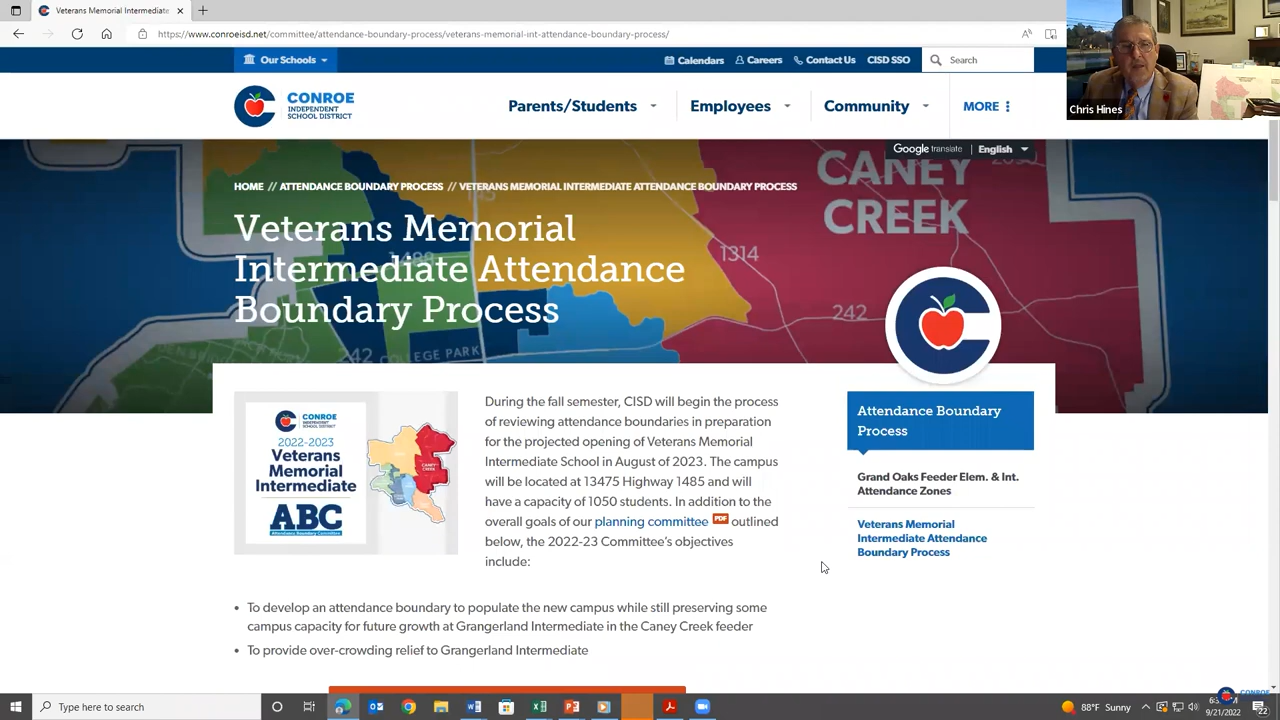 Veterans Memorial Intermediate
https://www.conroeisd.net/committee/attendance-boundary-process/veterans-memorial-int-attendance-boundary-process/
Our Schools
Calendars
Careers
Contact Us
CISD SSO
Search
Chris Hines
CONROE
INDEPENDENT
SCHOOL DISTRICT
Parents/Students
Employees
Community
MORE
Google translate
English
HOME // ATTENDANCE BOUNDARY PROCESS // VETERANS MEMORIAL INTERMEDIATE ATTENDANCE BOUNDARY PROCESS
CANEY
CREEK
Veterans Memorial
Intermediate Attendance
Boundary Process
1314
242
242 COLLEGE PARK
CONROE
INDEPENDENT
SCHOOL DISTRICT
2022-2023
Veterans
Memorial
Intermediate
ABC
Attendance Boundary Committee
CANEY
CREEK
During the fall semester, CISD will begin the process
of reviewing attendance boundaries in preparation
for the projected opening of Veterans Memorial
Intermediate School in August of 2023. The campus
will be located at 13475 Highway 1485 and will
have a capacity of 1050 students. In addition to the
overall goals of our planning committee PDF outlined
below, the 2022-23 Committee's objectives
include:
Attendance Boundary
Process
Grand Oaks Feeder Elem. & Int.
Attendance Zones
Veterans Memorial
Intermediate Attendance
Boundary Process
• To develop an attendance boundary to populate the new campus while still preserving some
campus capacity for future growth at Grangerland Intermediate in the Caney Creek feeder
• To provide over-crowding relief to Grangerland Intermediate
Type here to search
88°F Sunny
9/21/2022
22